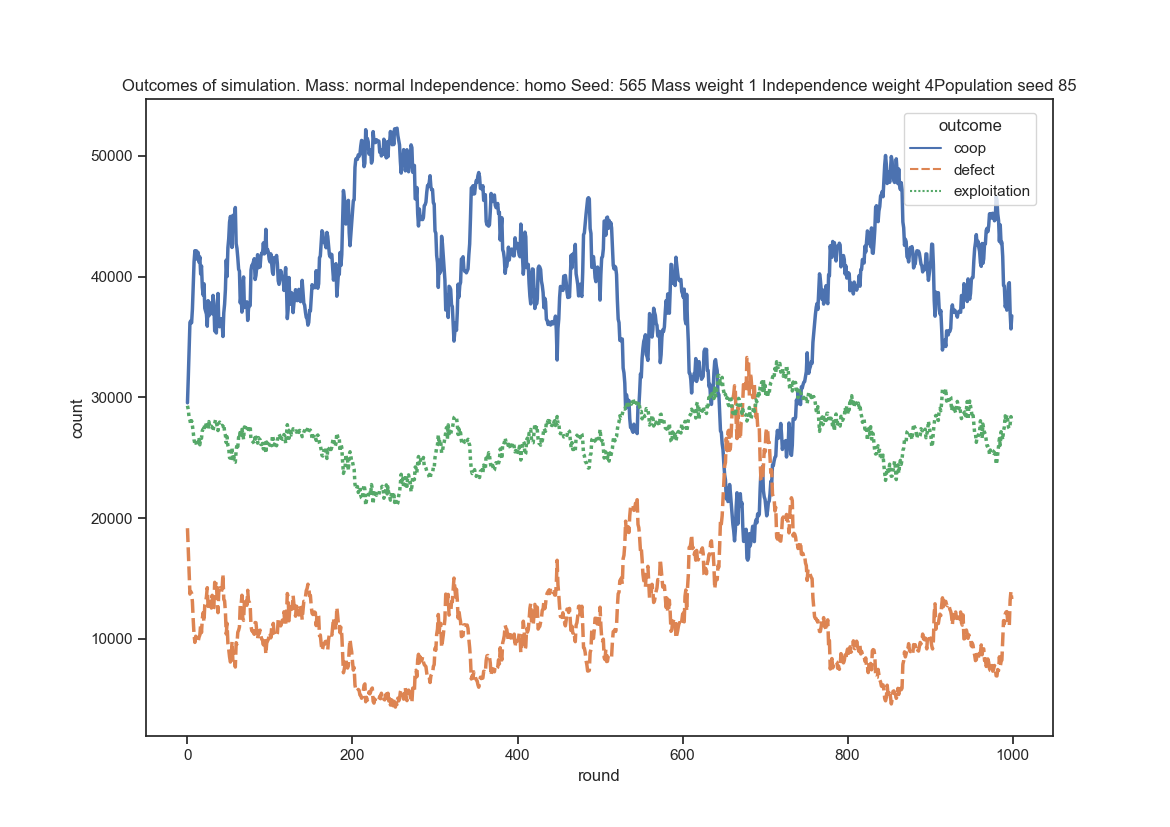 Outcomes of simulation. Mass: normal Independence: homo Seed: 565 Mass weight 1 Independence weight 4Population seed 85
outcome
coop
defect
exploitation
50000
40000
30000
20000
10000
count
0 200 400 600 800 1000
round